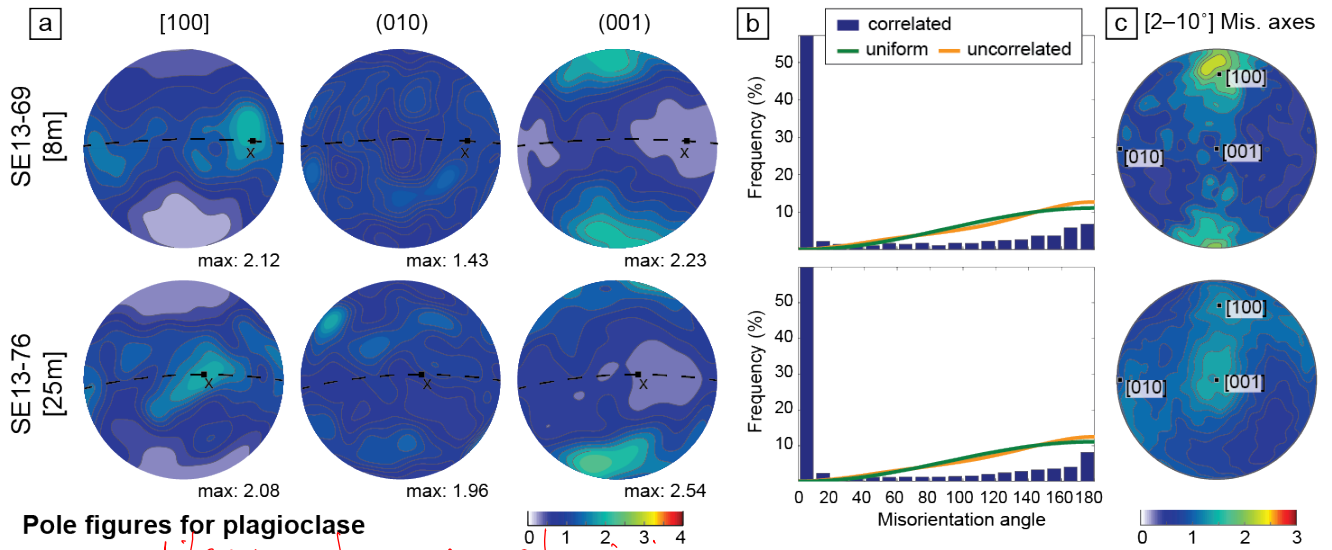 a
[100]
(010)
(001)
b
correlated
uniform
uncorrelated
c
[2–10°] Mis. axes
SE13-69
[8m]
X
X
X
max: 2.12
max: 1.43
max: 2.23
Frequency (%)
50
40
30
20
10
[100]
[010]
[001]
SE13-76
[25m]
X
X
X
max: 2.08
max: 1.96
max: 2.54
Frequency (%)
50
40
30
20
10
0 20 40 60 80 100 120 140 160 180
Misorientation angle
[100]
[010]
[001]
Pole figures for plagioclase
0 1 2 3 4
0 1 2 3